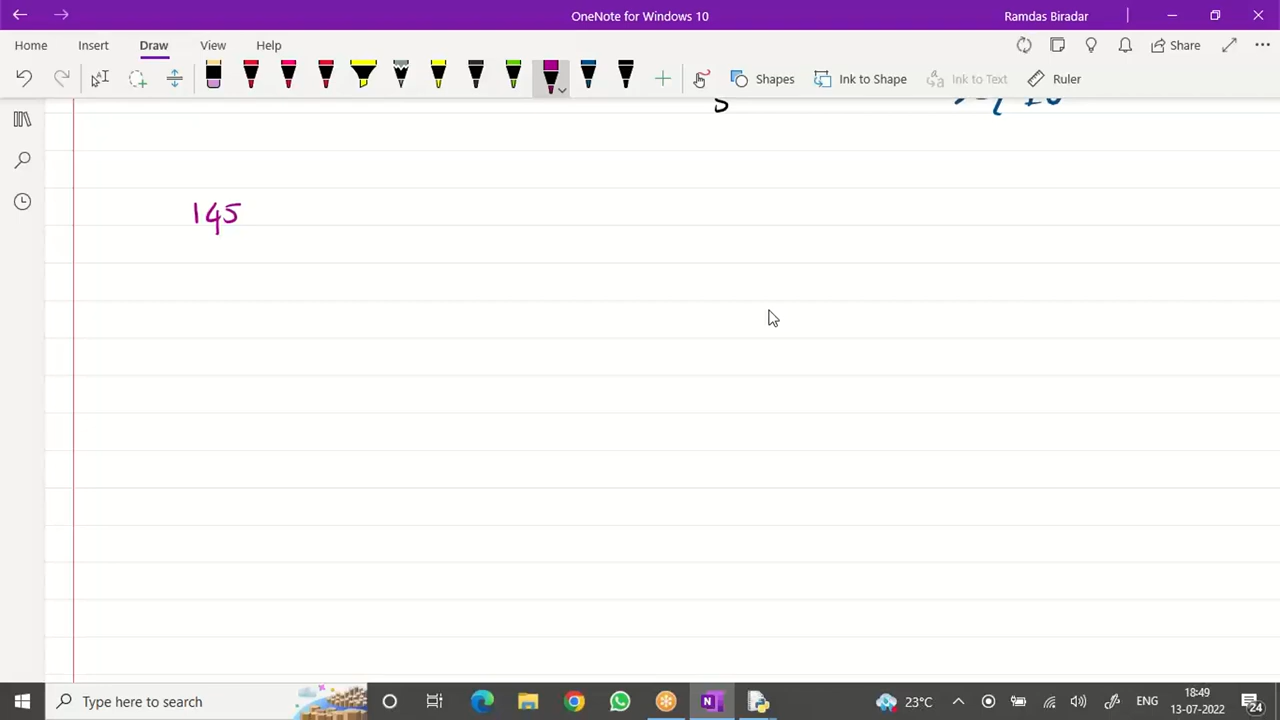 OneNote for Windows 10
Ramdas Biradar
Home Insert Draw View Help
Share
Shapes Ink to Shape Ink to Text Ruler
145
Type here to search
23°C
ENG
18:49
13-07-2022
24